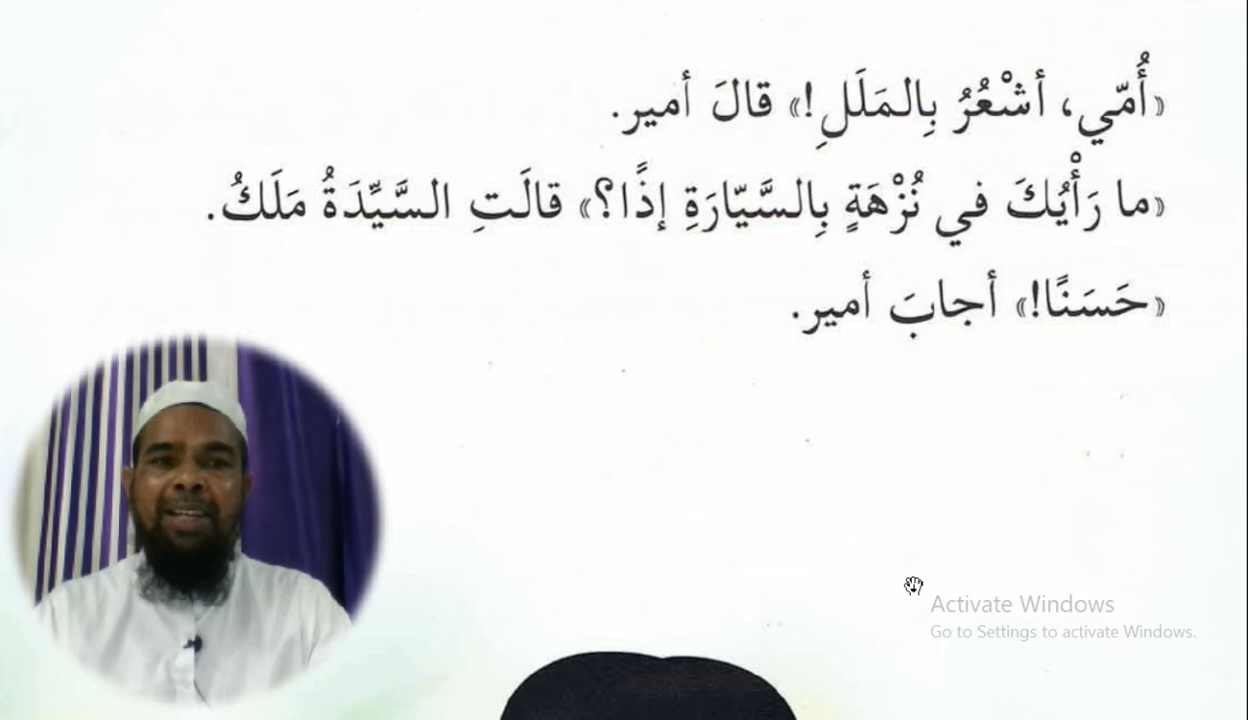 «أُمّي، أشْعُرُ بِالمَلَلِ!» قالَ أمير.
«ما رَأْيُكَ في نُزْهَةٍ بِالسَّيّارَةِ إذًا؟» قالَتِ السَّيِّدَةُ مَلَكُ.
«حَسَنًا!» أجابَ أمير.
Activate Windows
Go to Settings to activate Windows.